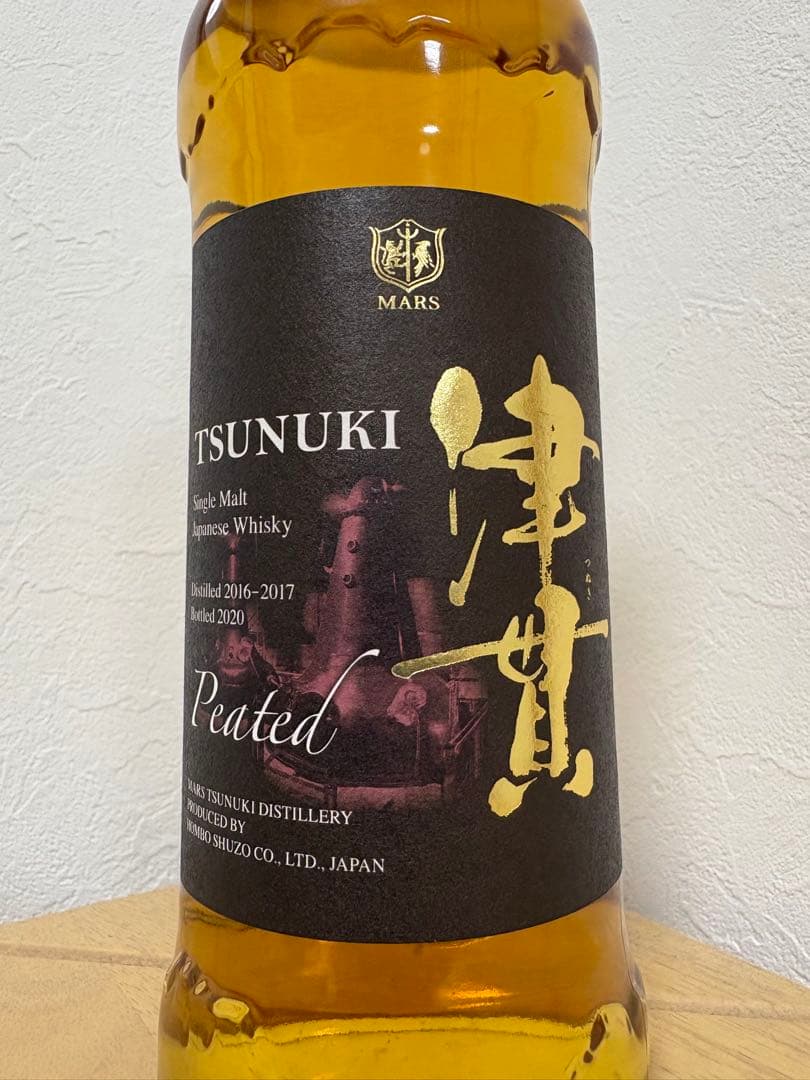 MARS
TSUNUKI
Single Malt
Japanese Whisky
Distilled 2016-2017
Bottled 2020
Peated
MARS TSUNUKI DISTILLERY
PRODUCED BY
HOMBO SHUZO CO., LTD., JAPAN
津貫
つぬき